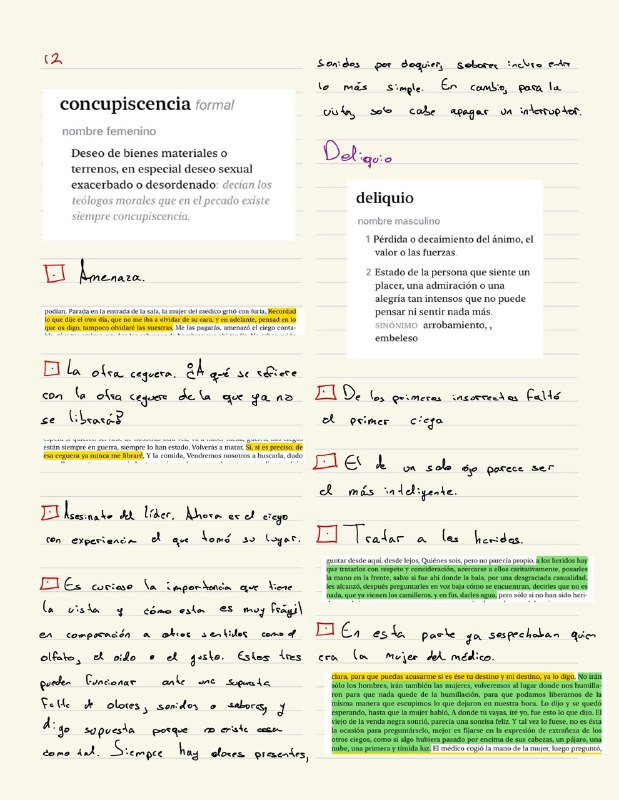 12
concupiscencia formal
nombre femenino
Deseo de bienes materiales o
terrenos, en especial deseo sexual
exacerbado o desordenado: decían los
teólogos morales que en el pecado existe
siempre concupiscencia.
Amenaza.
podían. Parada en la entrada de la sala, la mujer del médico gritó con furia, Recordad
lo que dije el otro día, que no me iba a olvidar de su cara, y en adelante, pensad en lo
que os digo, tampoco olvidaré las vuestras, Me las pagarás, amenazó el ciego conta-
La otra ceguera. ¿A qué se refiere
con la otra ceguera de la que ya no
se librará?
están siempre en guerra, siempre lo han estado. Volverás a matar. Si, si es preciso, de
esa ceguera ya nunca me libraré, Y la comida, Vendremos nosotros a buscarla, dudo
Asesinato del líder. Ahora es el ciego
con experiencia el que tomó su lugar.
Es curioso la importancia que tiene
la vista y cómo esta es muy frágil
en comparación a otros sentidos como el
olfato, el oído o el gusto. Estos tres
pueden funcionar ante una supuesta
falta de olores, sonidos o sabores, y
digo supuesta porque no existe
como tal. Siempre hay olores presentes,
sonidos por doquier, sabores incluso entre
lo más simple. En cambio, para la
vista, solo cabe apagar un interruptor.
Deliquio
deliquio
nombre masculino
1 Pérdida o decaimiento del ánimo, el
valor o las fuerzas.
2 Estado de la persona que siente un
placer, una admiración o una
alegría tan intensos que no puede
pensar ni sentir nada más.
SINÓNIMO arrobamiento, ,
embeleso
De los primeros insurrectos faltó
el primer ciego
El de un solo ojo parece ser
el más inteligente.
Tratar a los heridos.
guntar desde aquí, desde lejos, Quiénes sois, pero no parecía propio, a los heridos hay
que tratarlos con respeto y consideración, acercarse a ellos caritativamente, posarles
la mano en la frente, salvo si fue ahí donde la bala, por una desgraciada casualidad,
les alcanzó, después preguntarles en voz baja cómo se encuentran, decirles que no es
nada, que ya vienen los camilleros, y en fin, darles agua, pero sólo si no han sido heri-
En esta parte ya sospechaban quien
era la mujer del médico.
clara, para que puedas acusarme si es ése tu destino y mi destino, ya lo digo. No irán
sólo los hombres, irán también las mujeres, volveremos al lugar donde nos humilla-
ron para que nada quede de la humillación, para que podamos liberarnos de la
misma manera que escupimos lo que dejaron en nuestra boca. Lo dijo y se quedó
esperando, hasta que la mujer habló, A donde tú vayas, iré yo, fue esto lo que dijo. El
viejo de la venda negra sonrió, parecía una sonrisa feliz. Y tal vez lo fuese, no es ésta
la ocasión para preguntárselo, mejor es fijarse en la expresión de extrañeza de los
otros ciegos, como si algo hubiera pasado por encima de sus cabezas, un pájaro, una
nube, una primera y tímida luz. El médico cogió la mano de la mujer, luego preguntó,